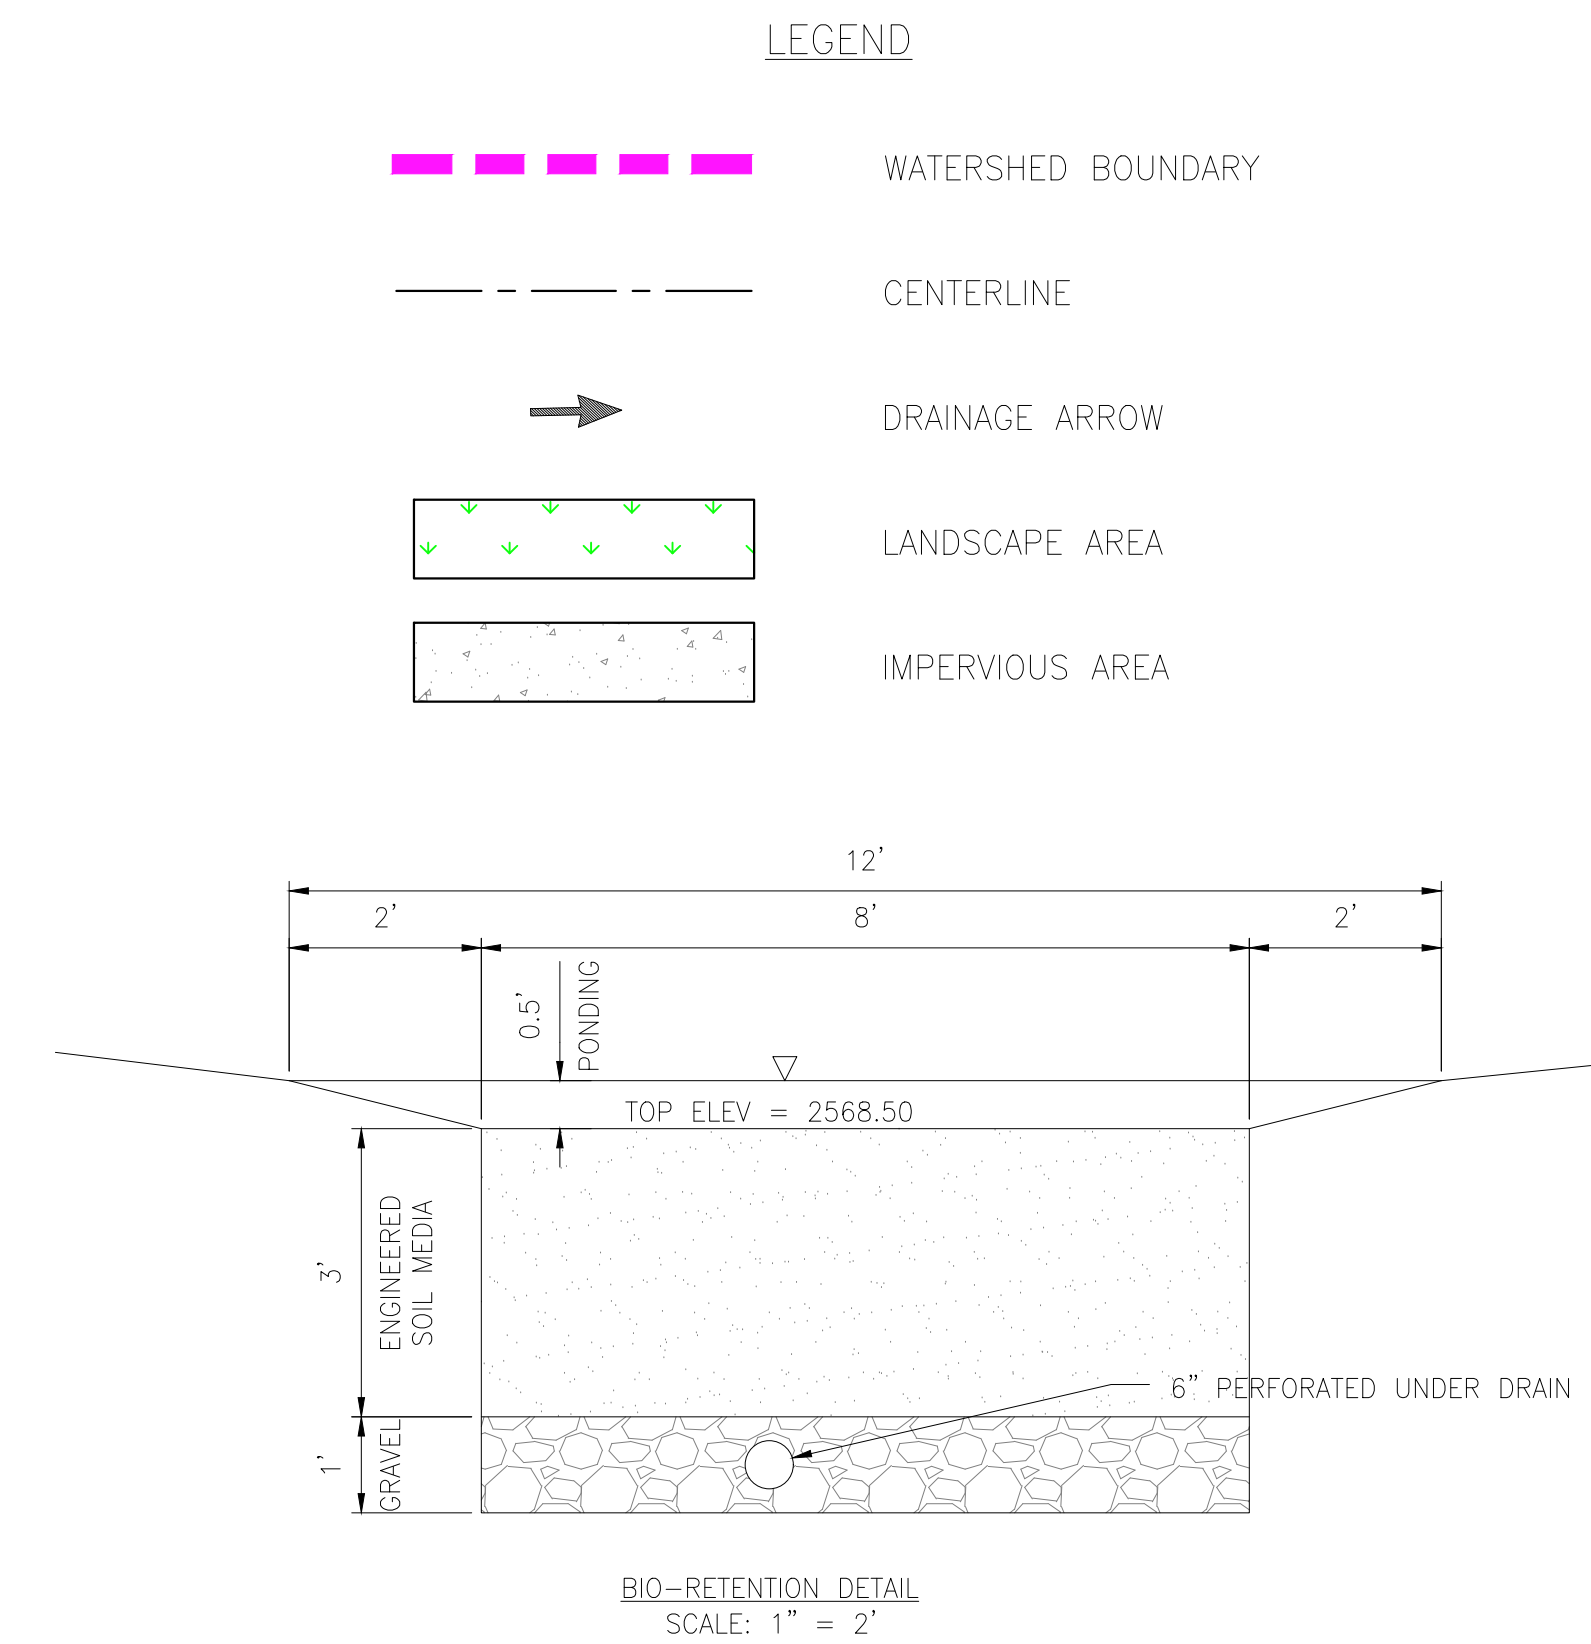 LEGEND
WATERSHED BOUNDARY
CENTERLINE
DRAINAGE ARROW
LANDSCAPE AREA
IMPERVIOUS AREA
12'
2'
8'
2'
0.5'
PONDING
TOP ELEV = 2568.50
3'
ENGINEERED
SOIL MEDIA
6" PERFORATED UNDER DRAIN
1'
GRAVEL
BIO-RETENTION DETAIL
SCALE: 1" = 2'